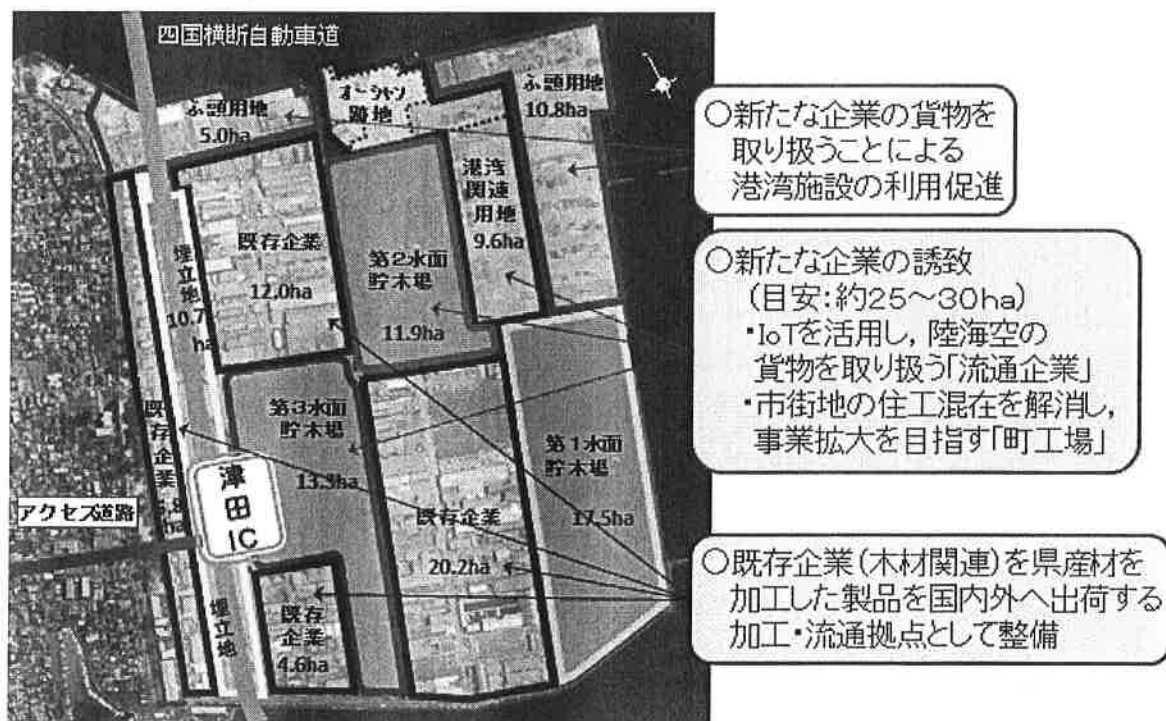 四国横断自動車道
ふ頭用地
5.0ha
オーシャン
跡地
ふ頭用地
10.8ha
港湾
関連
用地
9.6ha
既存企業
12.0ha
埋立地
10.7
ha
第2水面
貯木場
11.9ha
第3水面
貯木場
13.3ha
既存企業
20.2ha
第1水面
貯木場
17.5ha
既存企業
ha
津田
IC
アクセス道路
埋立地
既存
企業
4.6ha
○新たな企業の貨物を
取り扱うことによる
港湾施設の利用促進
○新たな企業の誘致
(目安:約25~30ha)
・IoTを活用し,陸海空の
貨物を取り扱う「流通企業」
・市街地の住工混在を解消し,
事業拡大を目指す「町工場」
○既存企業(木材関連)を県産材を
加工した製品を国内外へ出荷する
加工・流通拠点として整備